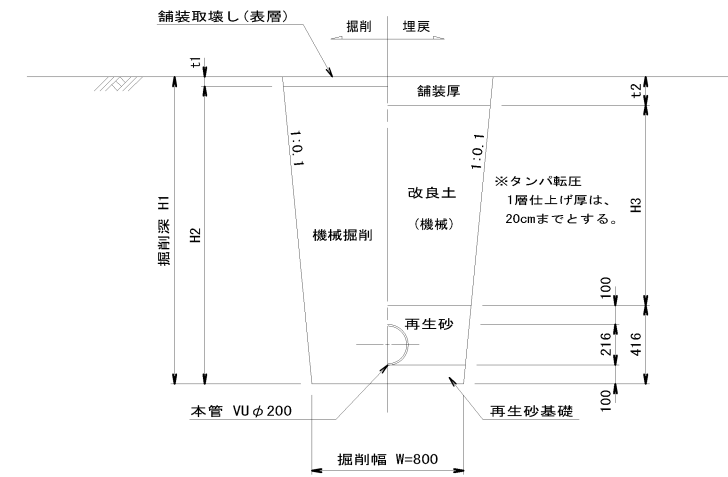 舗装取壊し(表層)
掘削
埋戻
t1
舗装厚
t2
1:0.1
1:0.1
改良土
(機械)
※タンパ転圧
1層仕上げ厚は、
20cmまでとする。
掘削深 H1
H2
H3
機械掘削
再生砂
100
216
416
100
本管 VUφ200
再生砂基礎
掘削幅 W=800